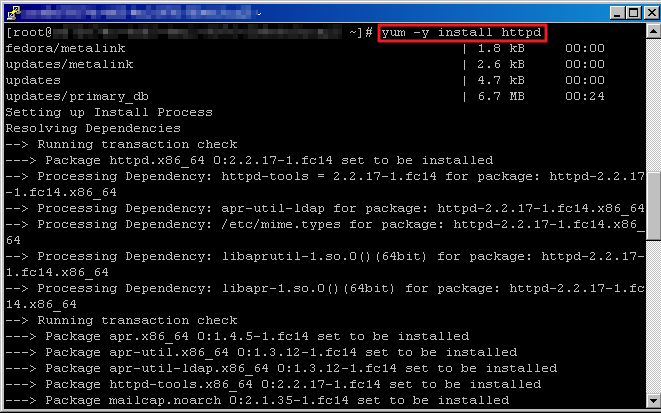 [root@ ~]# yum -y install httpd
fedora/metalink | 1.8 kB 00:00
updates/metalink | 2.6 kB 00:00
updates | 4.7 kB 00:00
updates/primary_db | 6.7 MB 00:24
Setting up Install Process
Resolving Dependencies
--> Running transaction check
---> Package httpd.x86_64 0:2.2.17-1.fc14 set to be installed
--> Processing Dependency: httpd-tools = 2.2.17-1.fc14 for package: httpd-2.2.17
-1.fc14.x86_64
--> Processing Dependency: apr-util-ldap for package: httpd-2.2.17-1.fc14.x86_64
--> Processing Dependency: /etc/mime.types for package: httpd-2.2.17-1.fc14.x86_
64
--> Processing Dependency: libaprutil-1.so.0()(64bit) for package: httpd-2.2.17-
1.fc14.x86_64
--> Processing Dependency: libapr-1.so.0()(64bit) for package: httpd-2.2.17-1.fc
14.x86_64
--> Running transaction check
---> Package apr.x86_64 0:1.4.5-1.fc14 set to be installed
---> Package apr-util.x86_64 0:1.3.12-1.fc14 set to be installed
---> Package apr-util-ldap.x86_64 0:1.3.12-1.fc14 set to be installed
---> Package httpd-tools.x86_64 0:2.2.17-1.fc14 set to be installed
---> Package mailcap.noarch 0:2.1.35-1.fc14 set to be installed